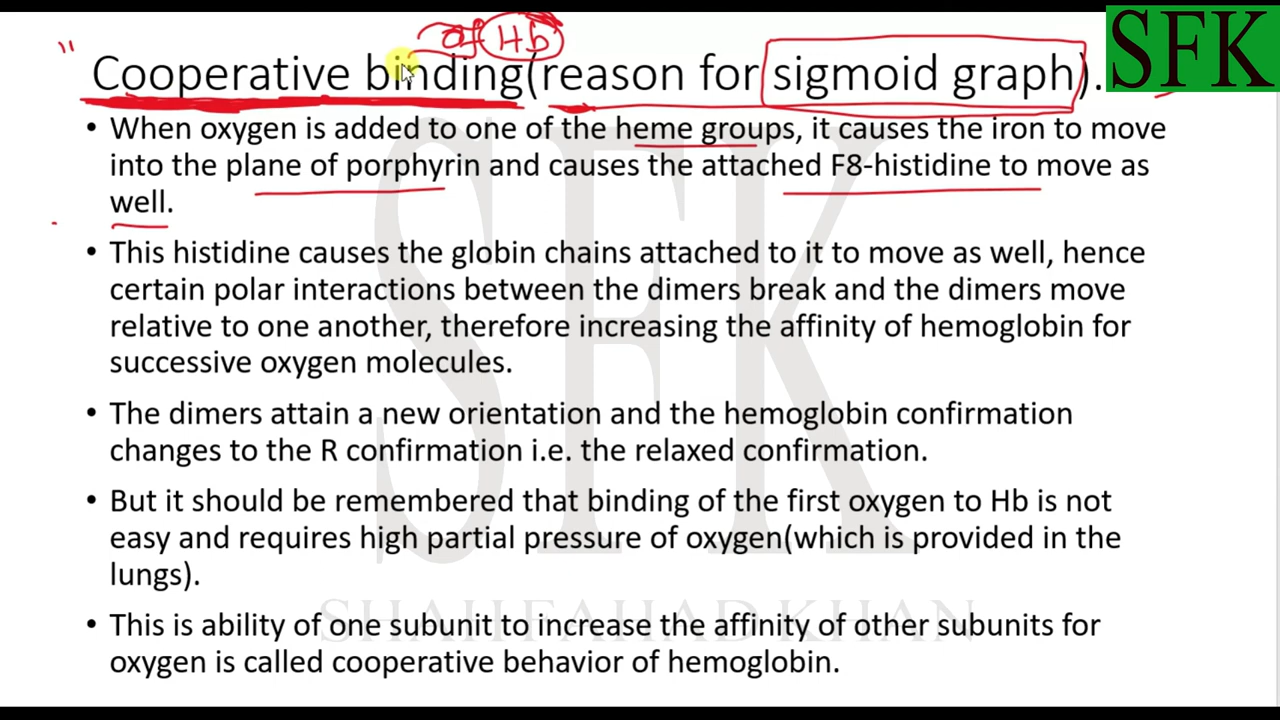 of Hb
SFK
Cooperative binding(reason for sigmoid graph).
• When oxygen is added to one of the heme groups, it causes the iron to move
into the plane of porphyrin and causes the attached F8-histidine to move as
well.
• This histidine causes the globin chains attached to it to move as well, hence
certain polar interactions between the dimers break and the dimers move
relative to one another, therefore increasing the affinity of hemoglobin for
successive oxygen molecules.
• The dimers attain a new orientation and the hemoglobin confirmation
changes to the R confirmation i.e. the relaxed confirmation.
• But it should be remembered that binding of the first oxygen to Hb is not
easy and requires high partial pressure of oxygen(which is provided in the
lungs).
• This is ability of one subunit to increase the affinity of other subunits for
oxygen is called cooperative behavior of hemoglobin.
SFK
SHAHFAHAD KHAN